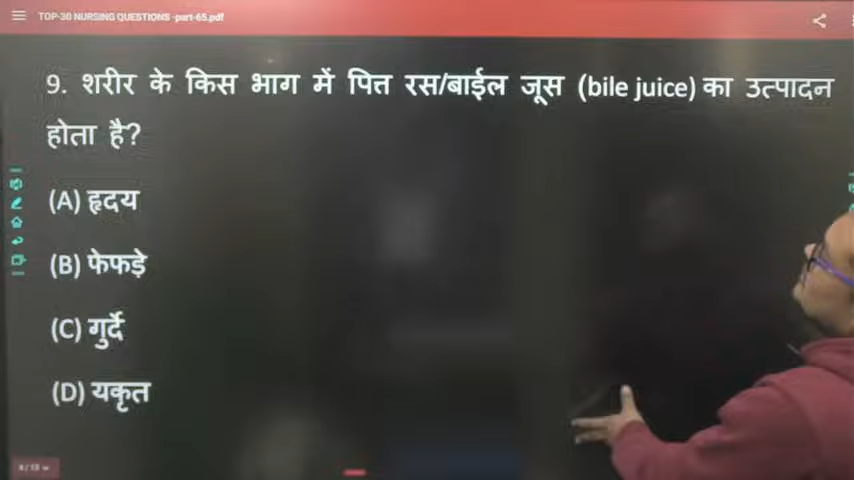 TOP-30 NURSING QUESTIONS -part-65.pdf
9. शरीर के किस भाग में पित्त रस/बाईल जूस (bile juice) का उत्पादन
होता है?
(A) हृदय
(B) फेफड़े
(C) गुर्दे
(D) यकृत